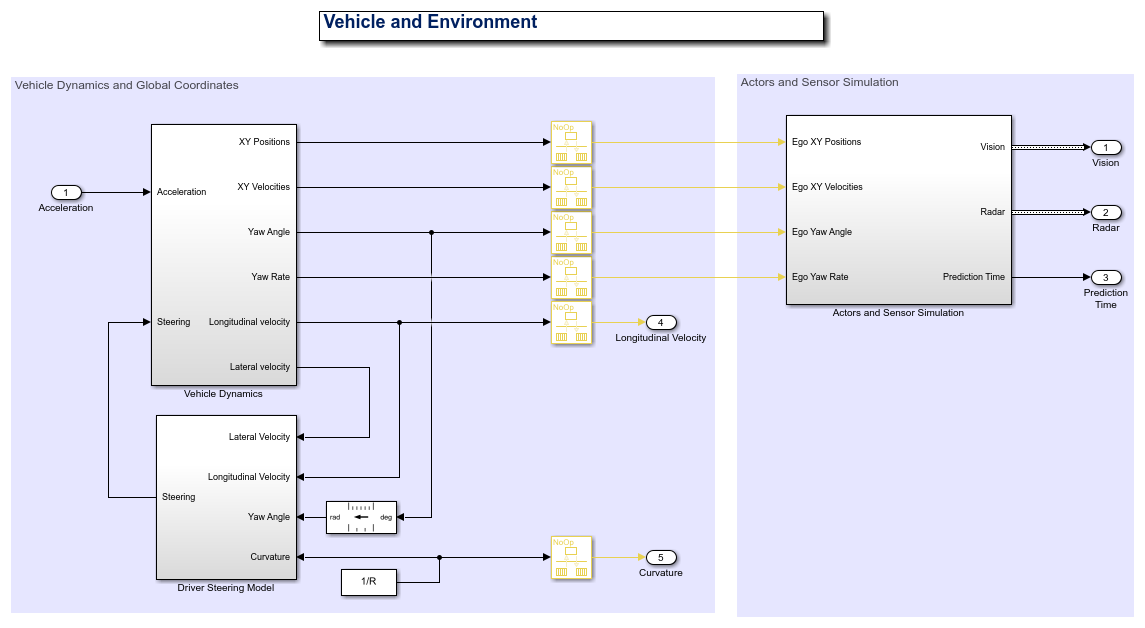 Vehicle and Environment
Vehicle Dynamics and Global Coordinates
Actors and Sensor Simulation
1
Acceleration
Acceleration
Steering
XY Positions
XY Velocities
Yaw Angle
Yaw Rate
Longitudinal velocity
Lateral velocity
Vehicle Dynamics
NoOp
NoOp
NoOp
NoOp
NoOp
4
Longitudinal Velocity
Ego XY Positions
Ego XY Velocities
Ego Yaw Angle
Ego Yaw Rate
Vision
Radar
Prediction Time
Actors and Sensor Simulation
1
Vision
2
Radar
3
Prediction
Time
Lateral Velocity
Longitudinal Velocity
Steering
Yaw Angle
Curvature
Driver Steering Model
rad
deg
1/R
NoOp
5
Curvature